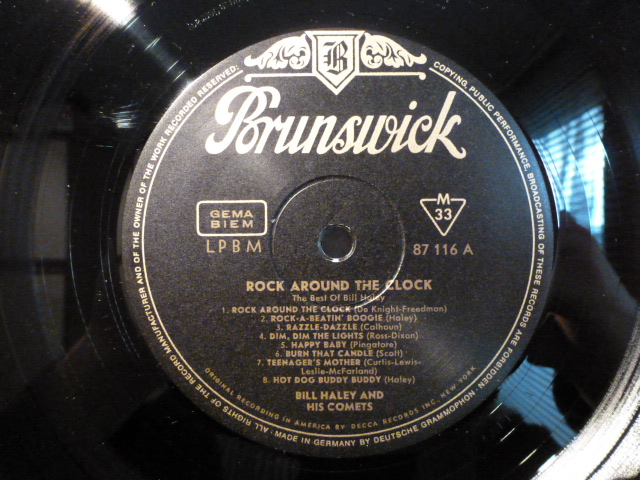 B
Brunswick
GEMA
BIEM
LPBM
M
33
87 116 A
ROCK AROUND THE CLOCK
The Best Of Bill Haley
1. ROCK AROUND THE CLOCK (De Knight-Freedman)
2. ROCK-A-BEATIN' BOOGIE (Haley)
3. RAZZLE-DAZZLE (Calhoun)
4. DIM, DIM THE LIGHTS (Ross-Dixon)
5. HAPPY BABY (Pingatore)
6. BURN THAT CANDLE (Scott)
7. TEENAGER'S MOTHER (Curtis-Lewis-
Leslie-McFarland)
8. HOT DOG BUDDY BUDDY (Haley)
BILL HALEY AND
HIS COMETS
ORIGINAL RECORDING IN AMERICA BY DECCA RECORDS INC., NEW YORK
ALL RIGHTS OF THE RECORD MANUFACTURER AND OF THE OWNER OF THE WORK RECORDED RESERVED. COPYING, PUBLIC PERFORMANCE, BROADCASTING OF THESE RECORDS ARE FORBIDDEN
· MADE IN GERMANY BY DEUTSCHE GRAMMOPHON ·